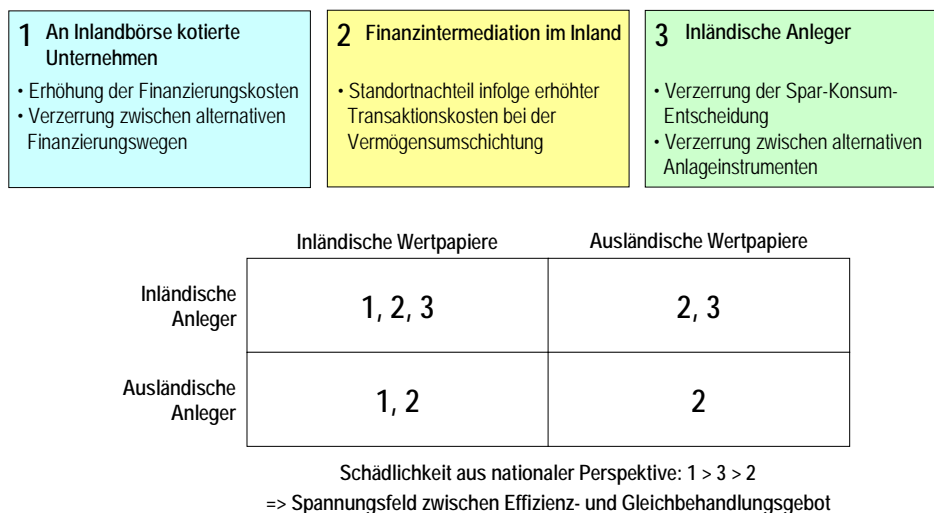 1 An Inlandbörse kotierte
Unternehmen
• Erhöhung der Finanzierungskosten
• Verzerrung zwischen alternativen
Finanzierungswegen
2 Finanzintermediation im Inland
• Standortnachteil infolge erhöhter
Transaktionskosten bei der
Vermögensumschichtung
3 Inländische Anleger
• Verzerrung der Spar-Konsum-
Entscheidung
• Verzerrung zwischen alternativen
Anlageinstrumenten
Inländische Wertpapiere Ausländische Wertpapiere
Inländische
Anleger
1, 2, 3 2, 3
Ausländische
Anleger
1, 2 2
Schädlichkeit aus nationaler Perspektive: 1 > 3 > 2
=> Spannungsfeld zwischen Effizienz- und Gleichbehandlungsgebot